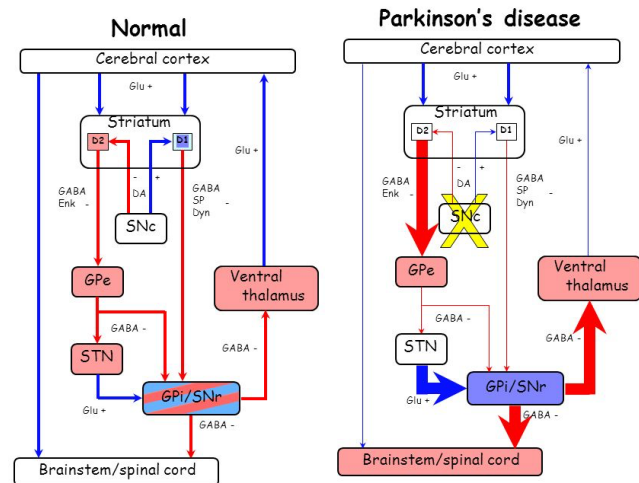 Normal
Cerebral cortex
Glu +
Striatum
D2
D1
GABA
Enk -
- +
DA
GABA
SP -
Dyn
Glu +
SNc
GPe
Ventral
thalamus
GABA -
STN
GABA -
GPi/SNr
Glu +
GABA -
Brainstem/spinal cord
Parkinson's disease
Cerebral cortex
Glu +
Striatum
D2
D1
GABA
Enk -
- +
DA
GABA
SP -
Dyn
Glu +
SNc
GPe
Ventral
thalamus
GABA -
STN
GABA -
GPi/SNr
Glu +
GABA -
Brainstem/spinal cord